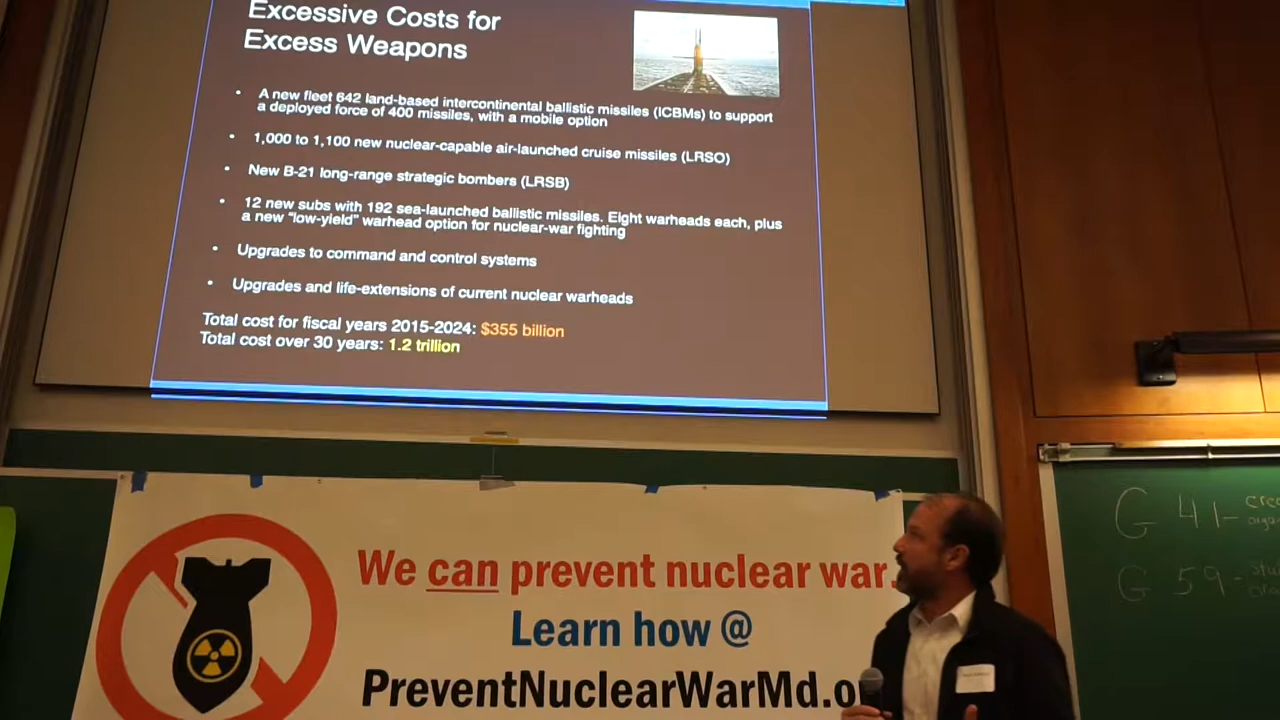 Excessive Costs for
Excess Weapons
• A new fleet 642 land-based intercontinental ballistic missiles (ICBMs) to support
a deployed force of 400 missiles, with a mobile option
• 1,000 to 1,100 new nuclear-capable air-launched cruise missiles (LRSO)
• New B-21 long-range strategic bombers (LRSB)
• 12 new subs with 192 sea-launched ballistic missiles. Eight warheads each, plus
a new "low-yield" warhead option for nuclear-war fighting
• Upgrades to command and control systems
• Upgrades and life-extensions of current nuclear warheads
Total cost for fiscal years 2015-2024: $355 billion
Total cost over 30 years: 1.2 trillion
We can prevent nuclear war.
Learn how @
PreventNuclearWarMd.o
G 41-
G 59-